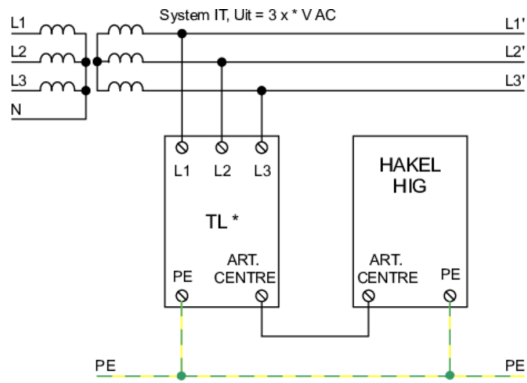 System IT, Uit = 3 x * V AC
L1 L1'
L2 L2'
L3 L3'
N
L1 L2 L3
TL *
PE
ART.
CENTRE
HAKEL
HIG
ART.
CENTRE
PE
PE PE